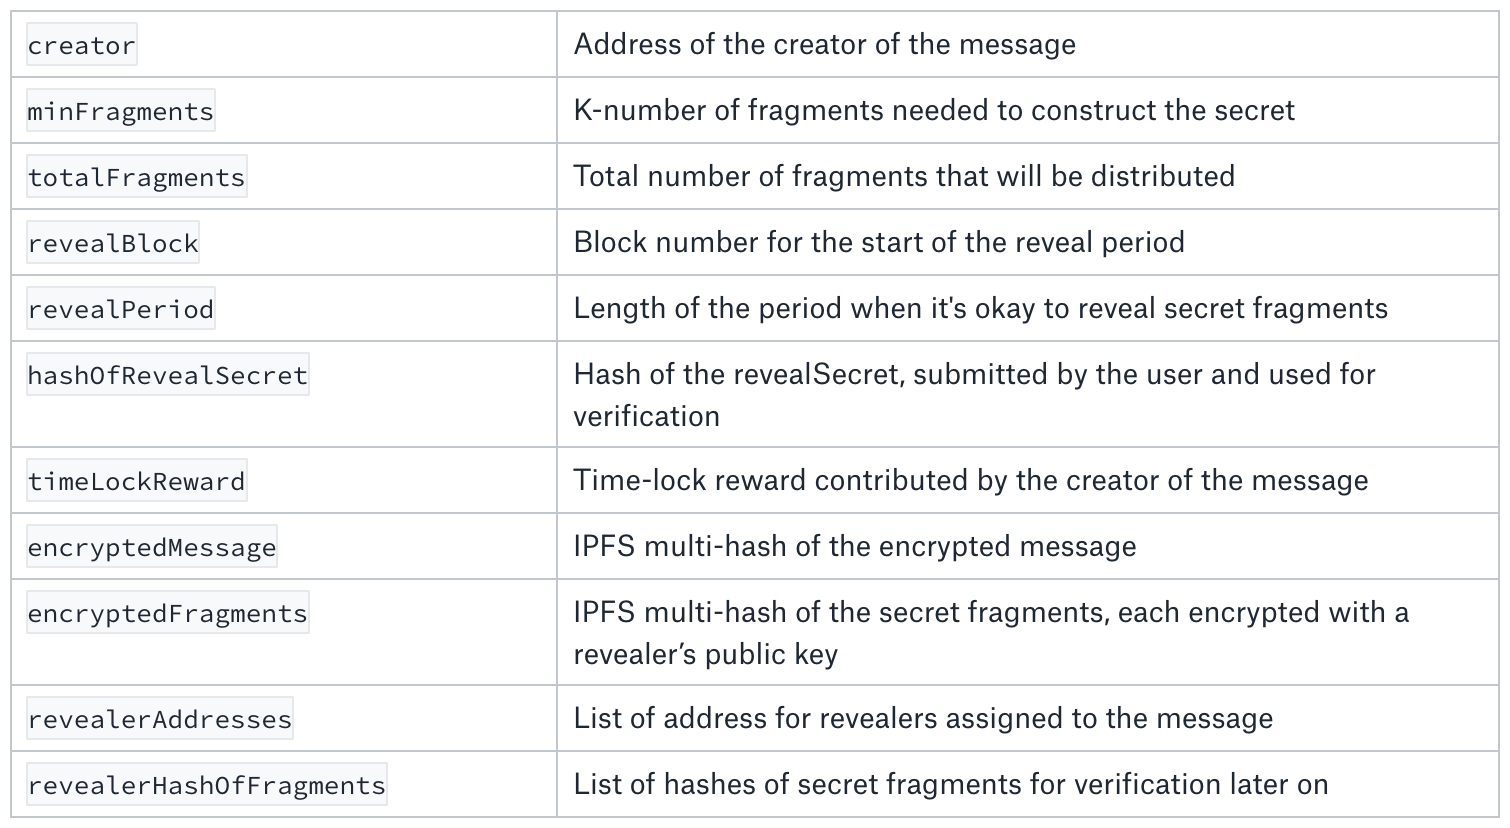 creator
Address of the creator of the message
minFragments
K-number of fragments needed to construct the secret
totalFragments
Total number of fragments that will be distributed
revealBlock
Block number for the start of the reveal period
revealPeriod
Length of the period when it's okay to reveal secret fragments
hashOfRevealSecret
Hash of the revealSecret, submitted by the user and used for
verification
timeLockReward
Time-lock reward contributed by the creator of the message
encryptedMessage
IPFS multi-hash of the encrypted message
encryptedFragments
IPFS multi-hash of the secret fragments, each encrypted with a
revealer’s public key
revealerAddresses
List of address for revealers assigned to the message
revealerHashOfFragments
List of hashes of secret fragments for verification later on